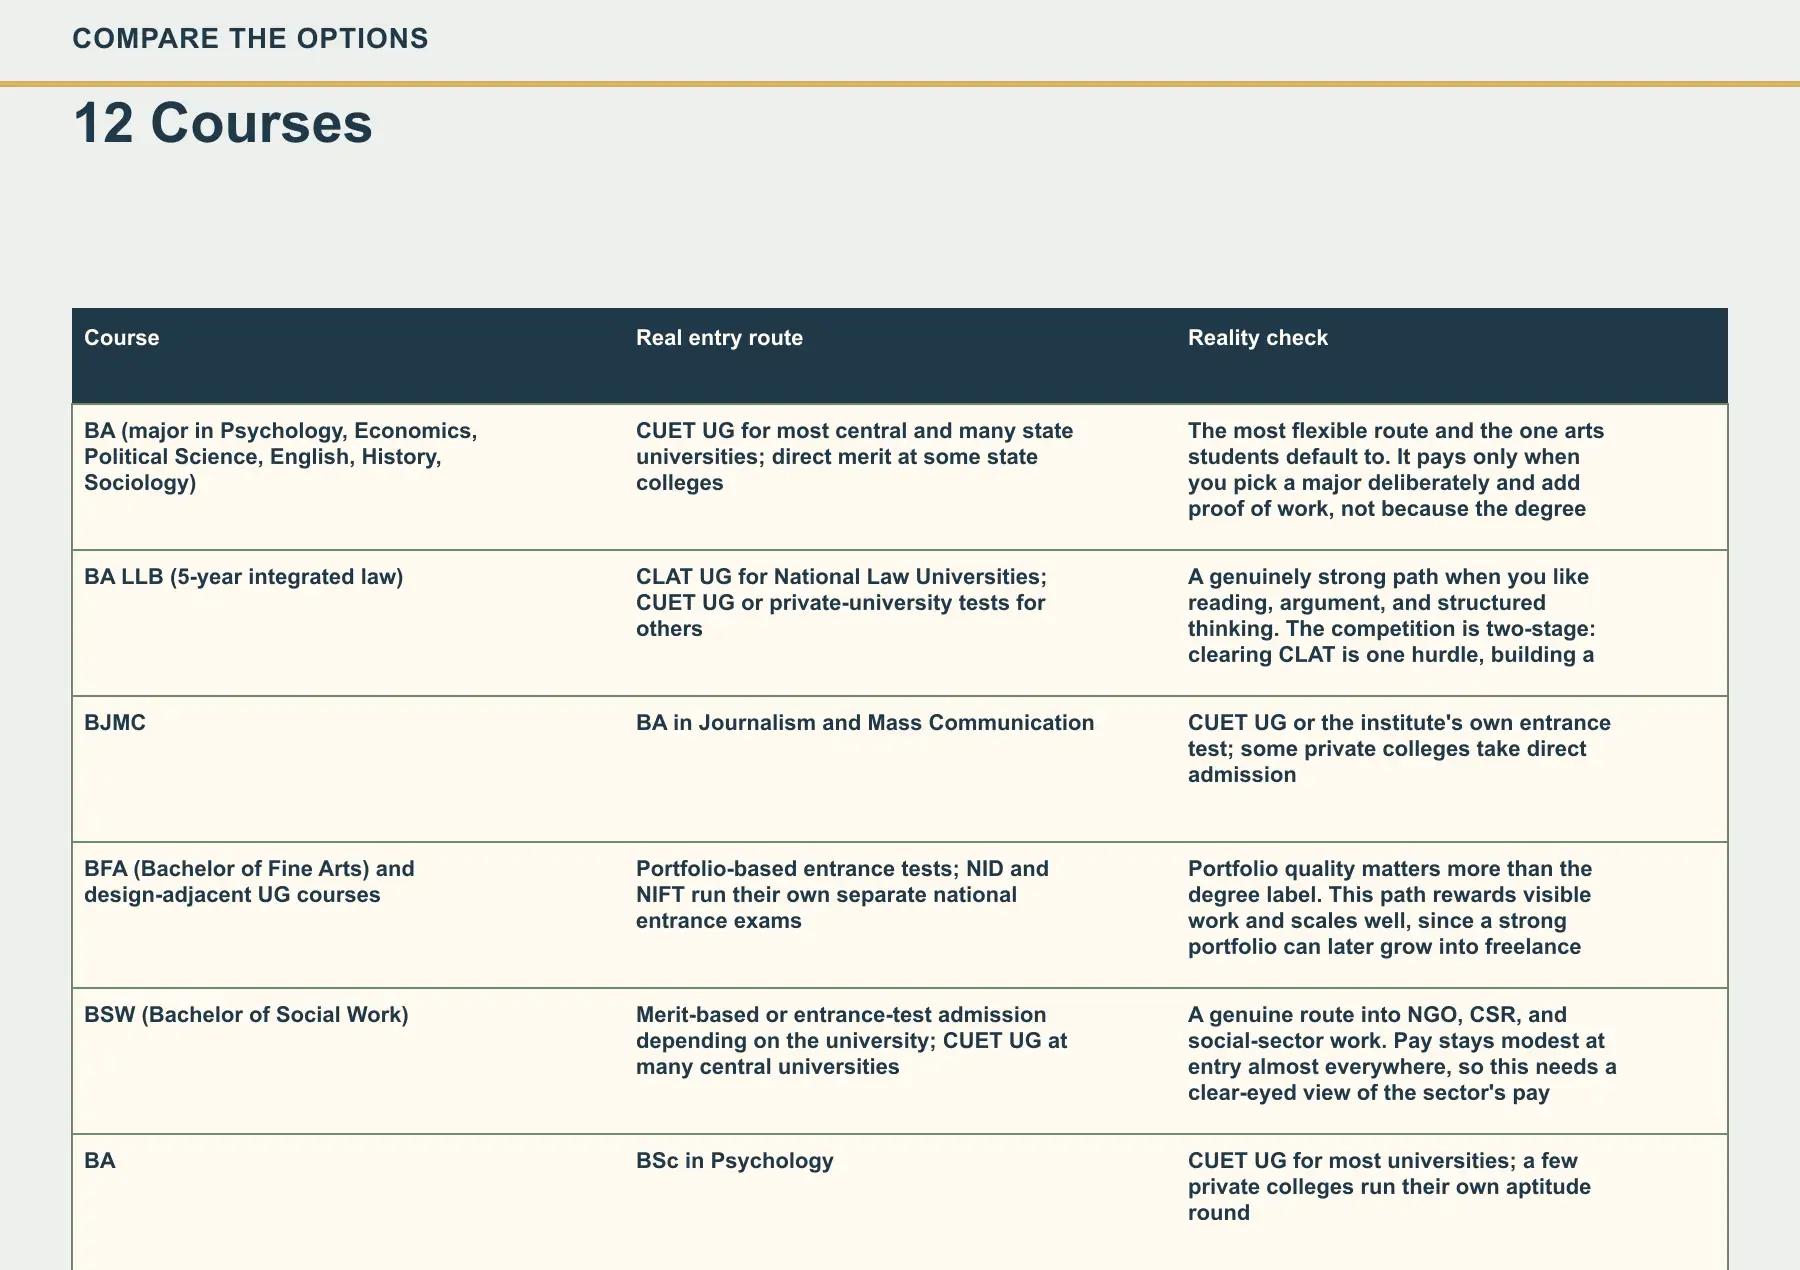 COMPARE THE OPTIONS
12 Courses
Course
Real entry route
Reality check
BA (major in Psychology, Economics,
Political Science, English, History,
Sociology)
CUET UG for most central and many state
universities; direct merit at some state
colleges
The most flexible route and the one arts
students default to. It pays only when
you pick a major deliberately and add
proof of work, not because the degree
BA LLB (5-year integrated law)
CLAT UG for National Law Universities;
CUET UG or private-university tests for
others
A genuinely strong path when you like
reading, argument, and structured
thinking. The competition is two-stage:
clearing CLAT is one hurdle, building a
BJMC
BA in Journalism and Mass Communication
CUET UG or the institute's own entrance
test; some private colleges take direct
admission
BFA (Bachelor of Fine Arts) and
design-adjacent UG courses
Portfolio-based entrance tests; NID and
NIFT run their own separate national
entrance exams
Portfolio quality matters more than the
degree label. This path rewards visible
work and scales well, since a strong
portfolio can later grow into freelance
BSW (Bachelor of Social Work)
Merit-based or entrance-test admission
depending on the university; CUET UG at
many central universities
A genuine route into NGO, CSR, and
social-sector work. Pay stays modest at
entry almost everywhere, so this needs a
clear-eyed view of the sector's pay
BA
BSc in Psychology
CUET UG for most universities; a few
private colleges run their own aptitude
round